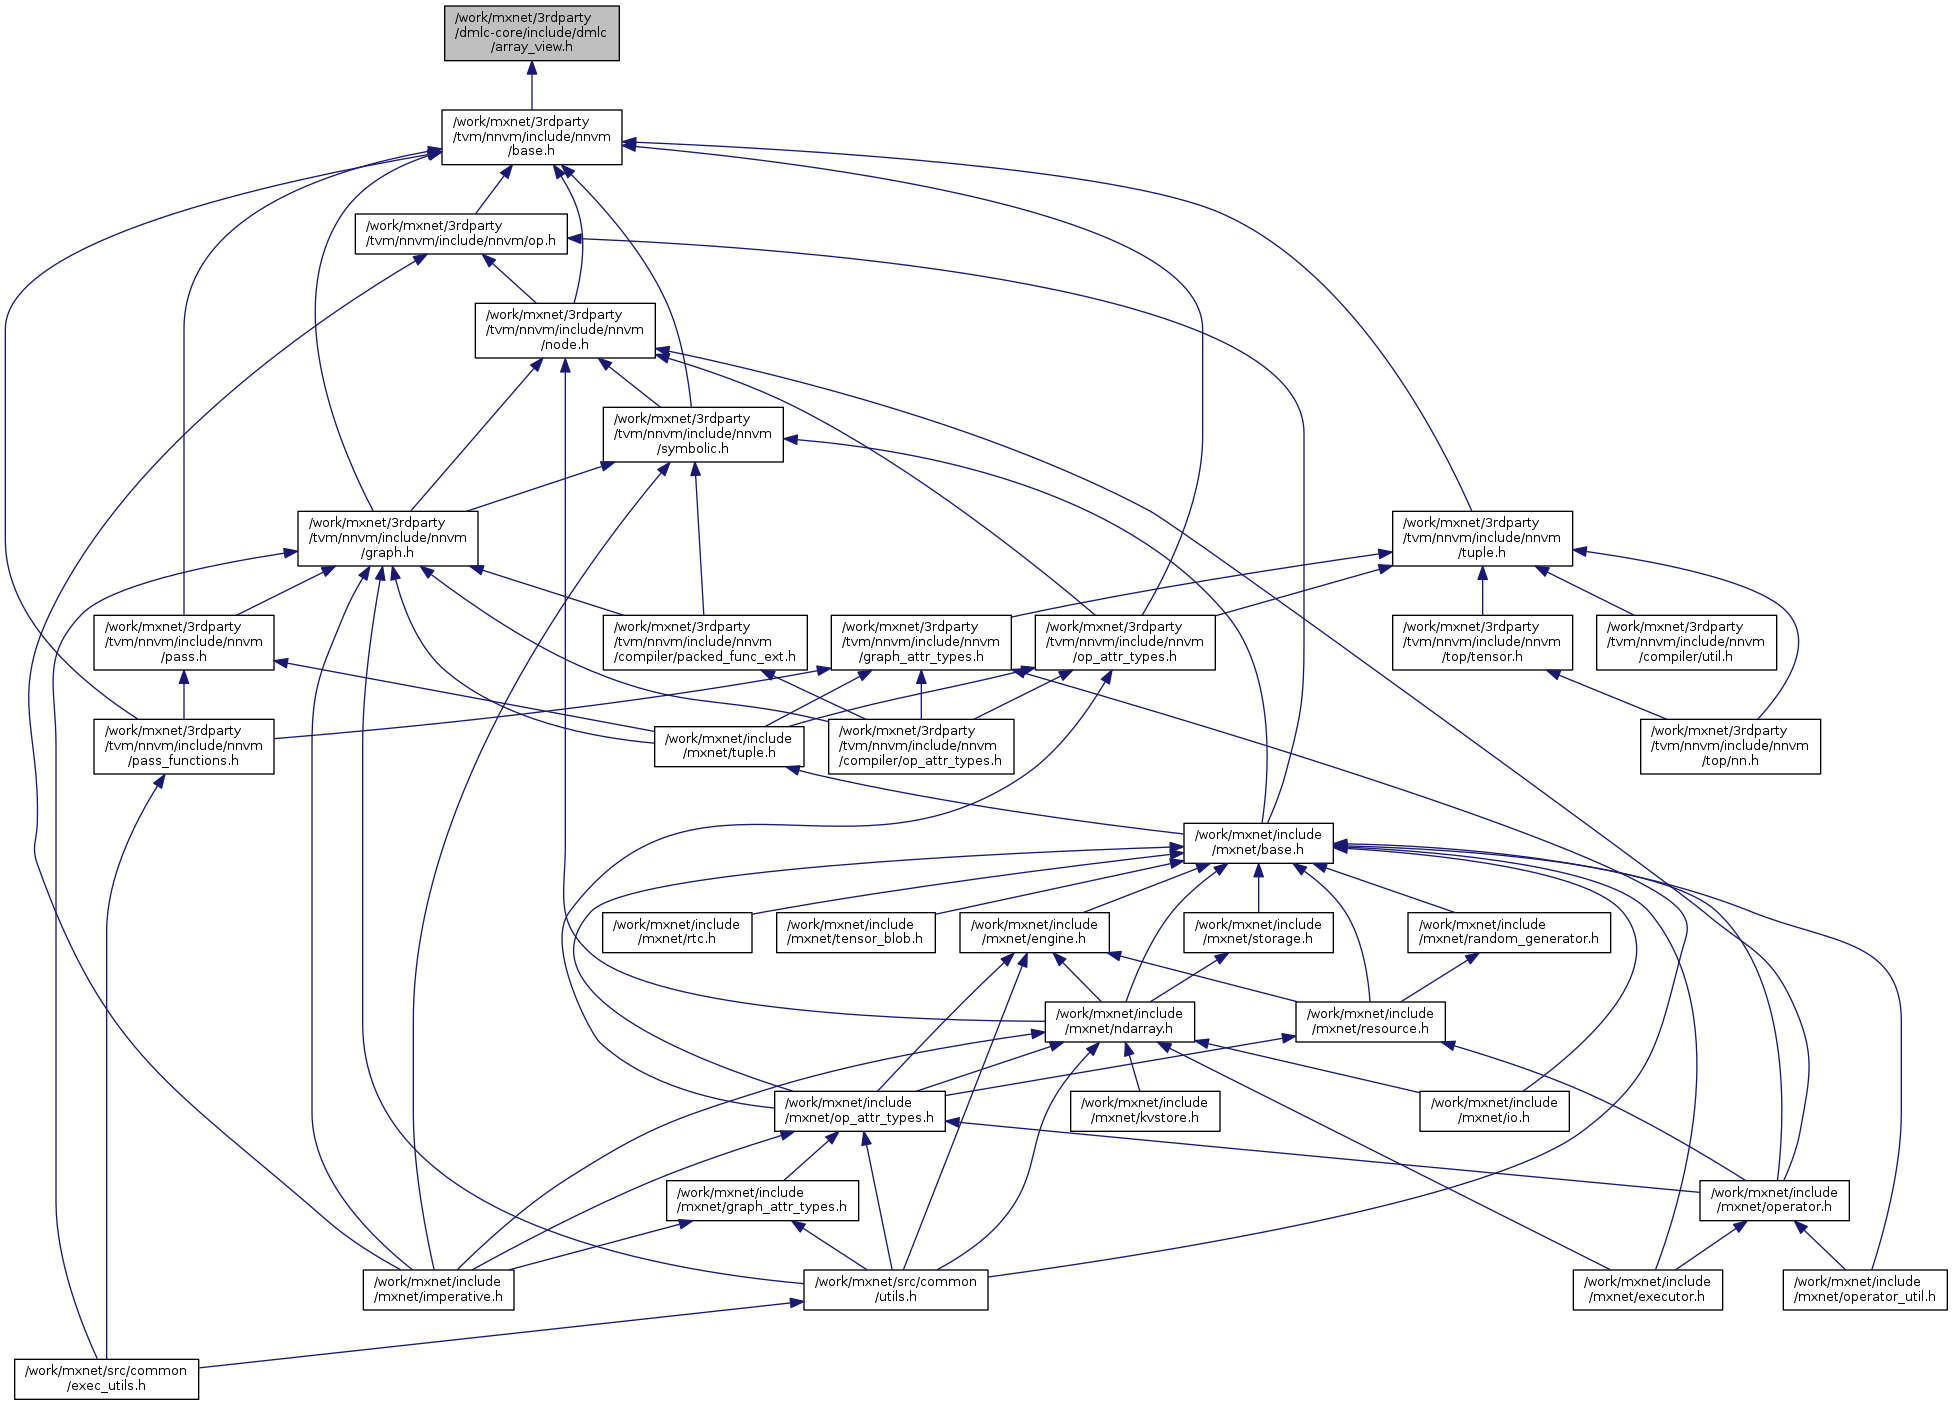 /work/mxnet/3rdparty
/dmlc-core/include/dmlc
/array_view.h
/work/mxnet/3rdparty
/tvm/nnvm/include/nnvm
/base.h
/work/mxnet/3rdparty
/tvm/nnvm/include/nnvm/op.h
/work/mxnet/3rdparty
/tvm/nnvm/include/nnvm
/node.h
/work/mxnet/3rdparty
/tvm/nnvm/include/nnvm
/symbolic.h
/work/mxnet/3rdparty
/tvm/nnvm/include/nnvm
/graph.h
/work/mxnet/3rdparty
/tvm/nnvm/include/nnvm
/tuple.h
/work/mxnet/3rdparty
/tvm/nnvm/include/nnvm
/pass.h
/work/mxnet/3rdparty
/tvm/nnvm/include/nnvm
/compiler/packed_func_ext.h
/work/mxnet/3rdparty
/tvm/nnvm/include/nnvm
/graph_attr_types.h
/work/mxnet/3rdparty
/tvm/nnvm/include/nnvm
/op_attr_types.h
/work/mxnet/3rdparty
/tvm/nnvm/include/nnvm
/top/tensor.h
/work/mxnet/3rdparty
/tvm/nnvm/include/nnvm
/compiler/util.h
/work/mxnet/3rdparty
/tvm/nnvm/include/nnvm
/pass_functions.h
/work/mxnet/include
/mxnet/tuple.h
/work/mxnet/3rdparty
/tvm/nnvm/include/nnvm
/compiler/op_attr_types.h
/work/mxnet/3rdparty
/tvm/nnvm/include/nnvm
/top/nn.h
/work/mxnet/include
/mxnet/base.h
/work/mxnet/include
/mxnet/rtc.h
/work/mxnet/include
/mxnet/tensor_blob.h
/work/mxnet/include
/mxnet/engine.h
/work/mxnet/include
/mxnet/storage.h
/work/mxnet/include
/mxnet/random_generator.h
/work/mxnet/include
/mxnet/ndarray.h
/work/mxnet/include
/mxnet/resource.h
/work/mxnet/include
/mxnet/op_attr_types.h
/work/mxnet/include
/mxnet/kvstore.h
/work/mxnet/include
/mxnet/io.h
/work/mxnet/include
/mxnet/graph_attr_types.h
/work/mxnet/include
/mxnet/operator.h
/work/mxnet/include
/mxnet/imperative.h
/work/mxnet/src/common
/utils.h
/work/mxnet/include
/mxnet/executor.h
/work/mxnet/include
/mxnet/operator_util.h
/work/mxnet/src/common
/exec_utils.h